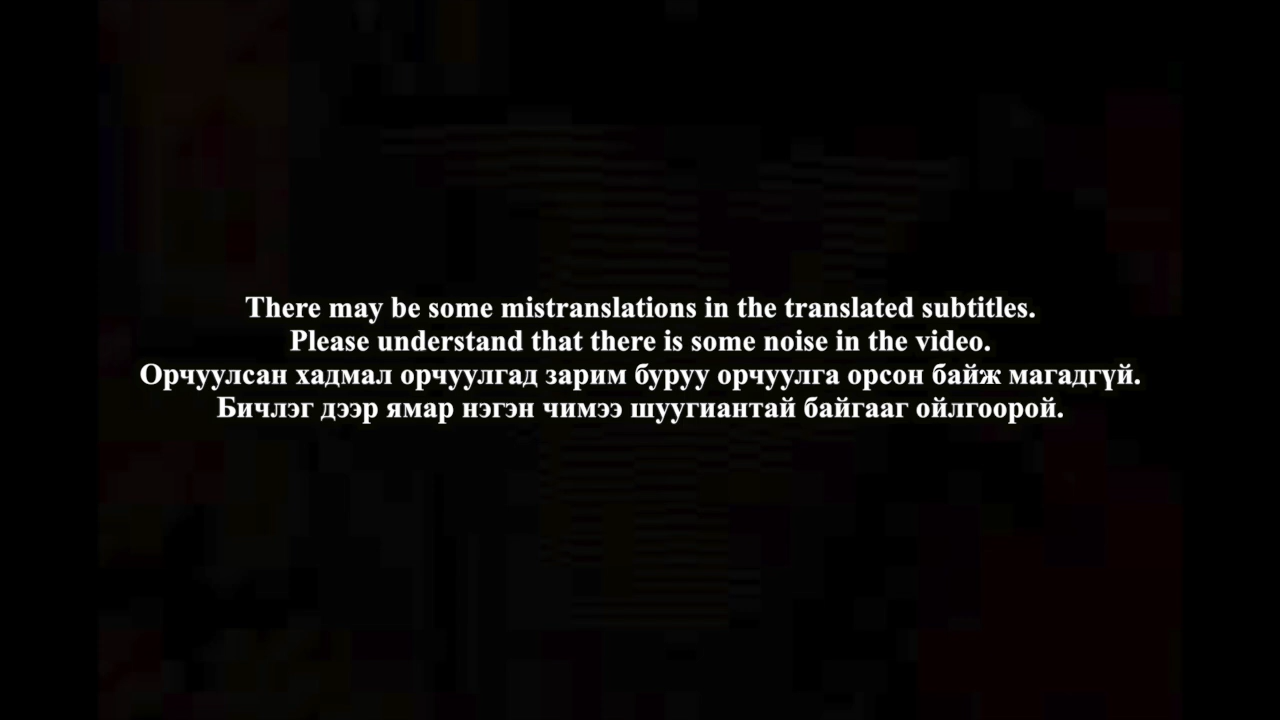 There may be some mistranslations in the translated subtitles.
Please understand that there is some noise in the video.
Орчуулсан хадмал орчуулгад зарим буруу орчуулга орсон байж магадгүй.
Бичлэг дээр ямар нэгэн чимээ шуугиантай байгааг ойлгоорой.